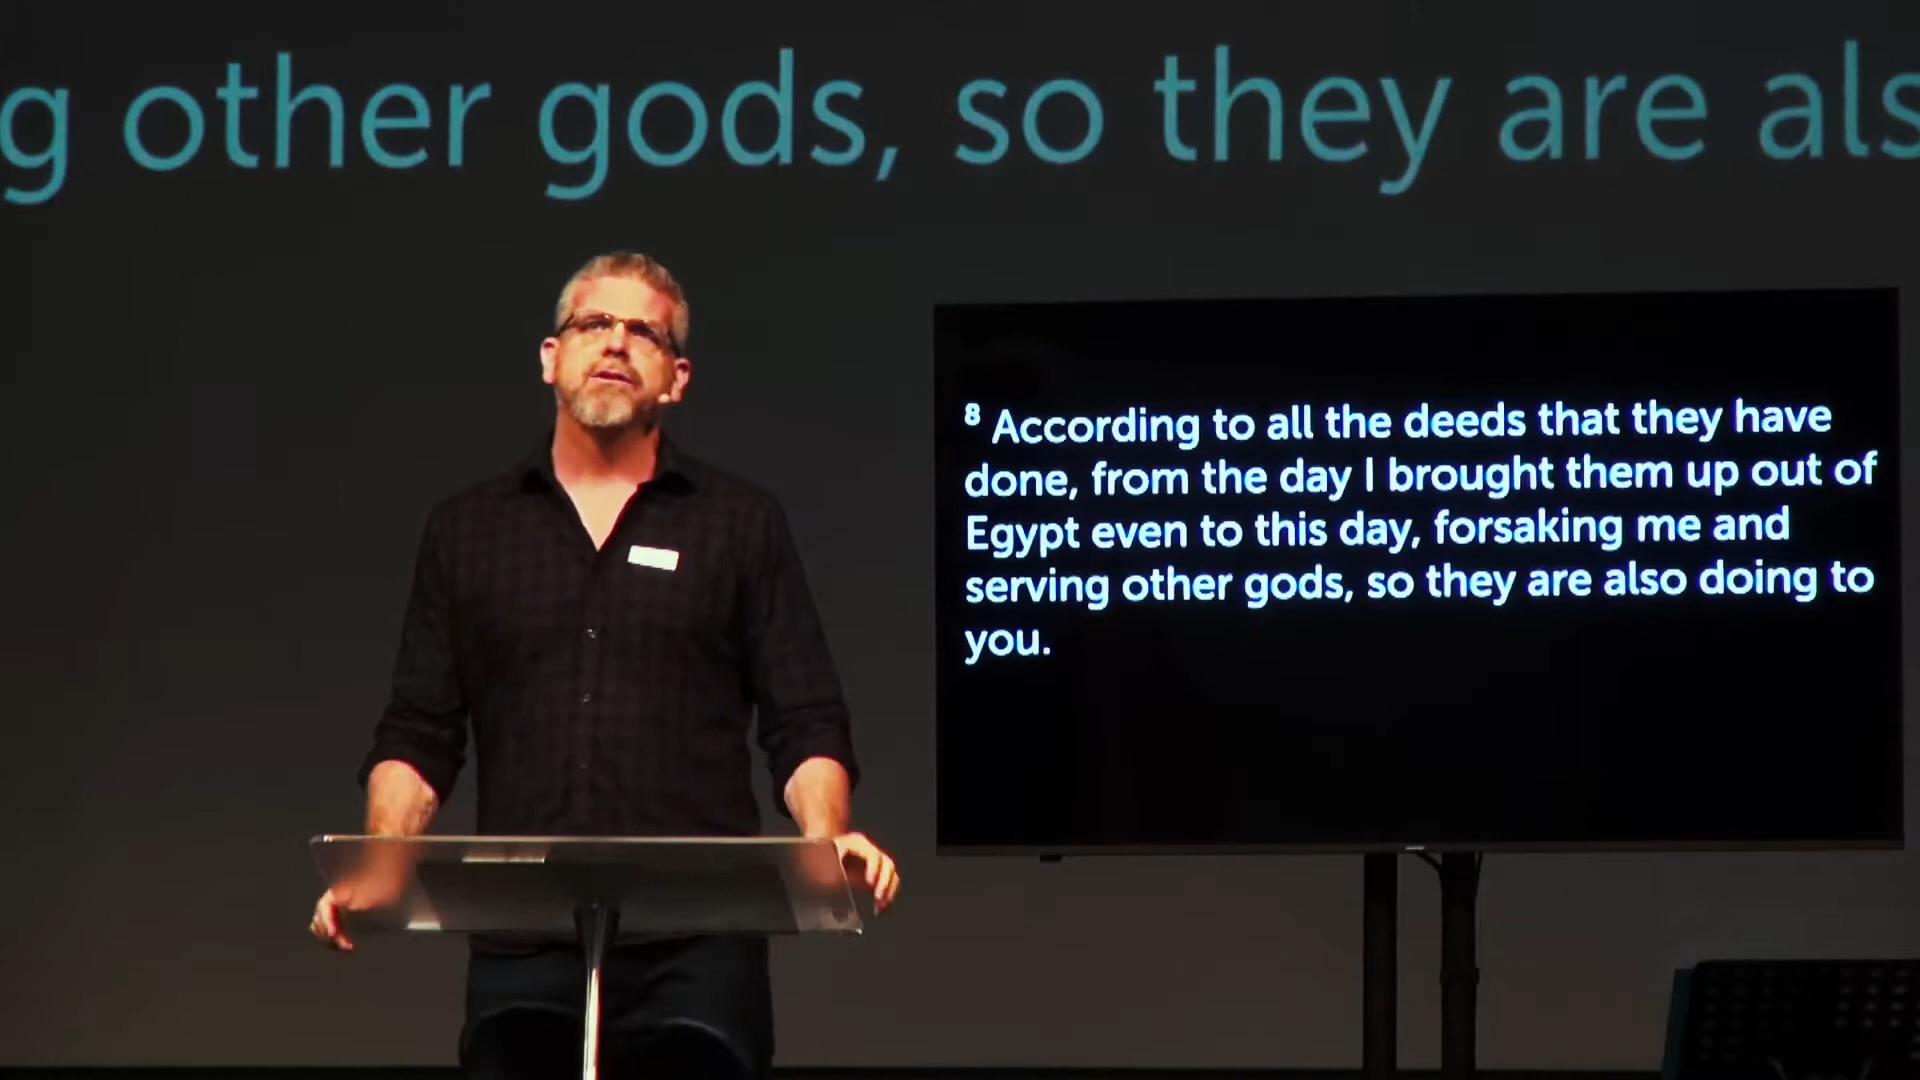 g other gods, so they are als
⁸ According to all the deeds that they have
done, from the day I brought them up out of
Egypt even to this day, forsaking me and
serving other gods, so they are also doing to
you.